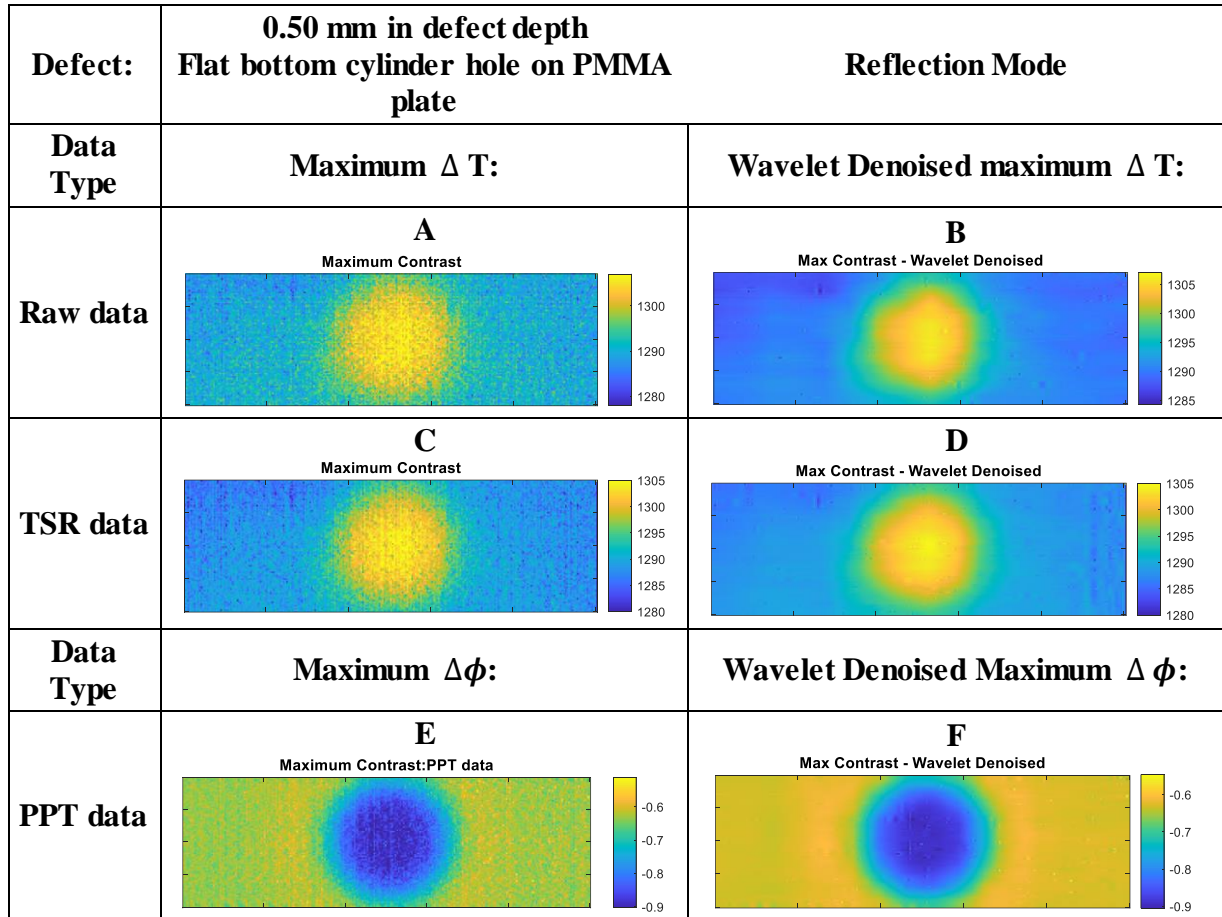 Defect:
0.50 mm in defect depth
Flat bottom cylinder hole on PMMA
plate
Reflection Mode
Data
Type
Maximum Δ T:
Wavelet Denoised maximum Δ T:
Raw data
A
Maximum Contrast
1300
1290
1280
B
Max Contrast - Wavelet Denoised
1305
1300
1295
1290
1285
TSR data
C
Maximum Contrast
1305
1300
1295
1290
1285
1280
D
Max Contrast - Wavelet Denoised
1305
1300
1295
1290
1285
1280
Data
Type
Maximum Δϕ:
Wavelet Denoised Maximum Δ ϕ:
PPT data
E
Maximum Contrast:PPT data
-0.6
-0.7
-0.8
-0.9
F
Max Contrast - Wavelet Denoised
-0.6
-0.7
-0.8
-0.9